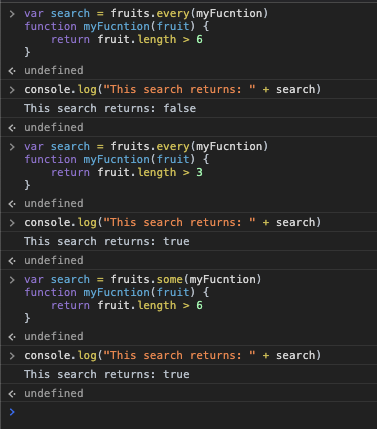 > var search = fruits.every(myFucntion)
function myFucntion(fruit) {
return fruit.length > 6
}
<· undefined
> console.log("This search returns: " + search)
This search returns: false
<· undefined
> var search = fruits.every(myFucntion)
function myFucntion(fruit) {
return fruit.length > 3
}
<· undefined
> console.log("This search returns: " + search)
This search returns: true
<· undefined
> var search = fruits.some(myFucntion)
function myFucntion(fruit) {
return fruit.length > 6
}
<· undefined
> console.log("This search returns: " + search)
This search returns: true
<· undefined
>